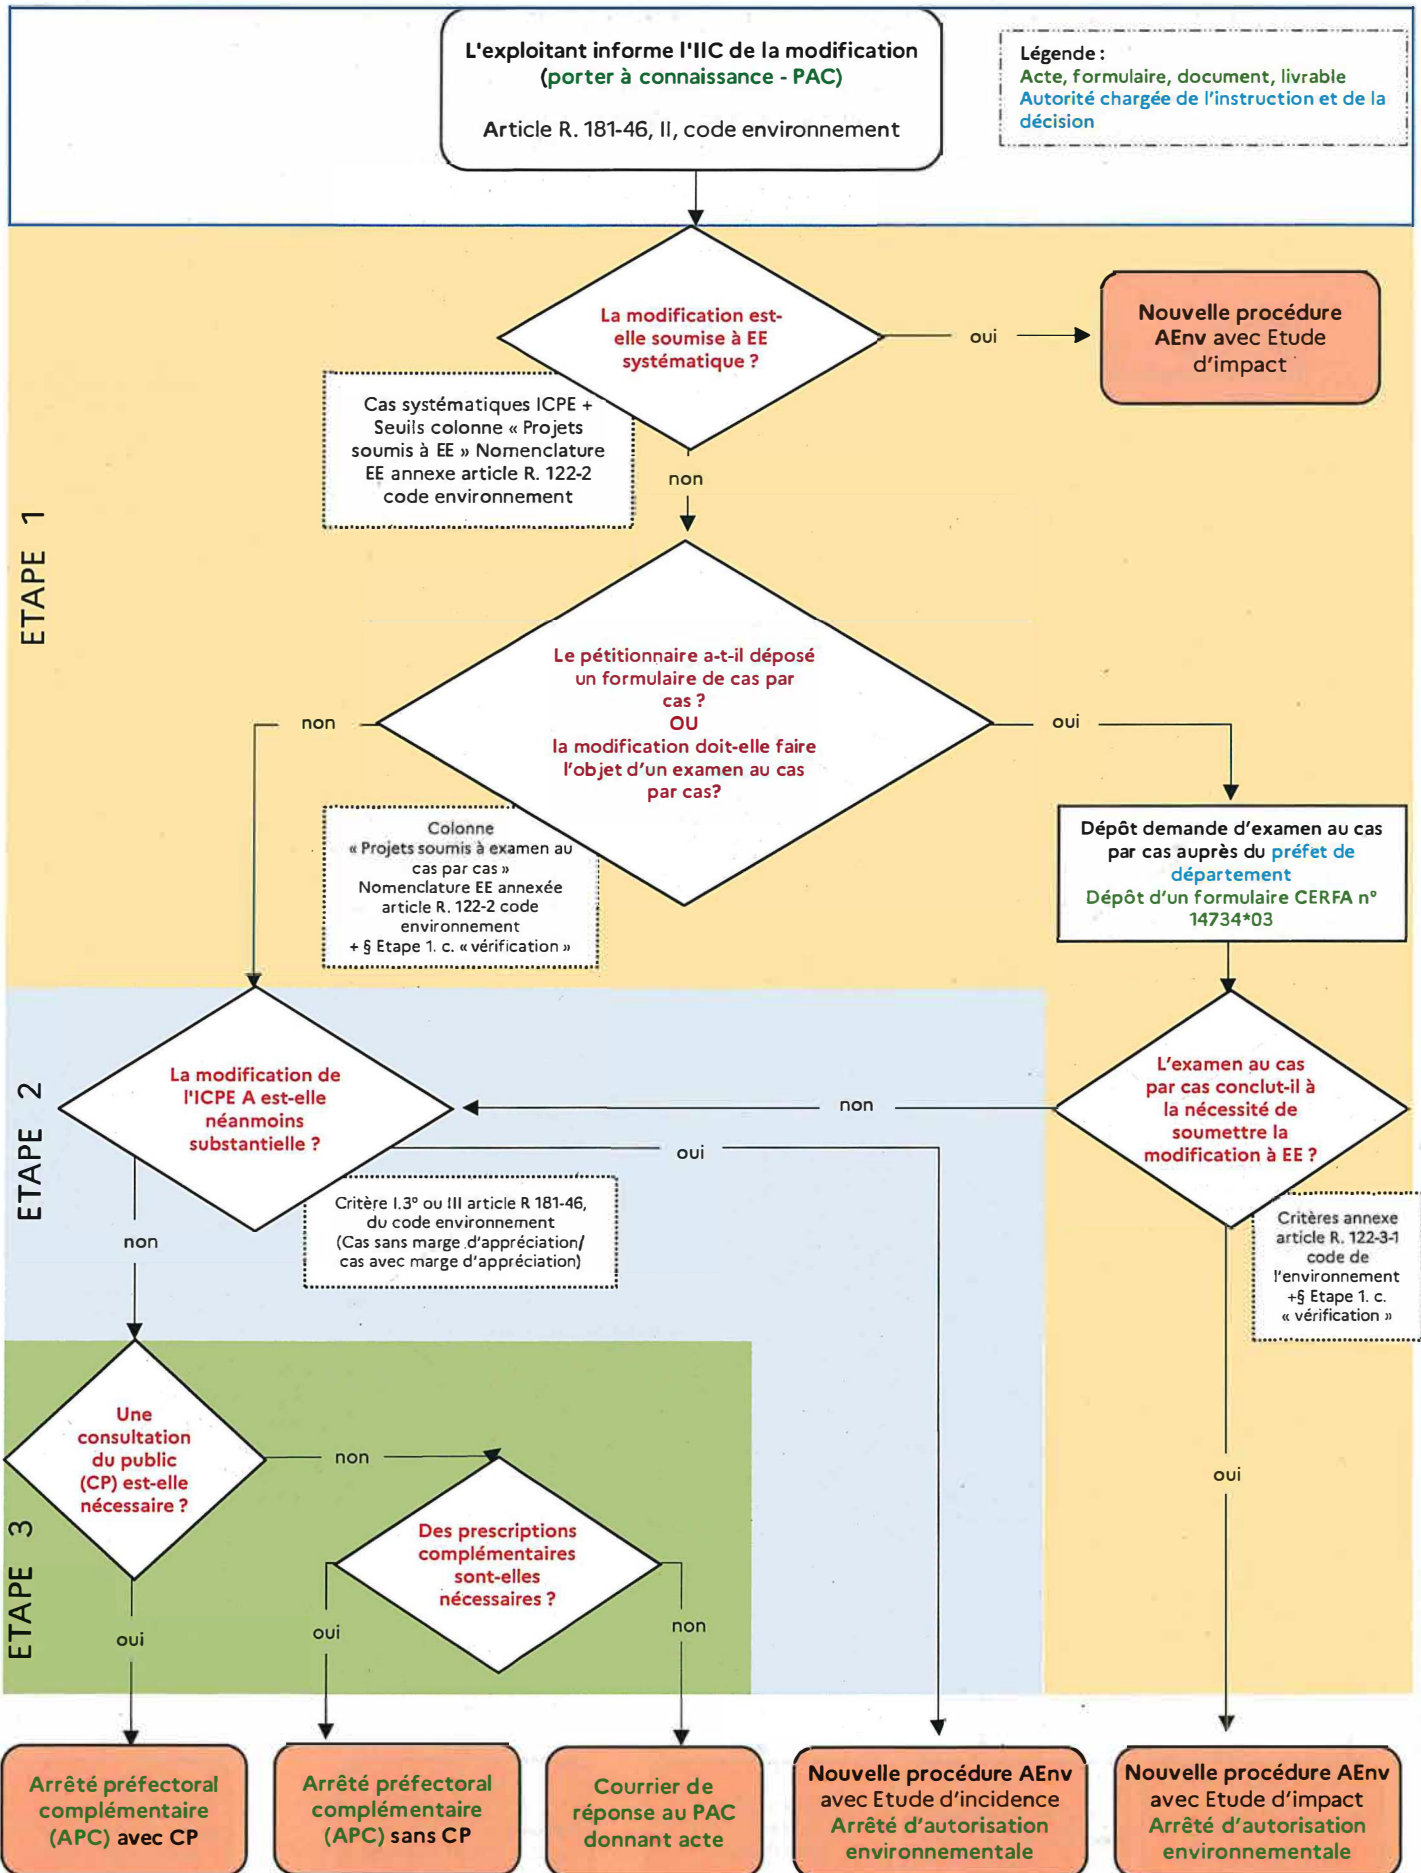 L'exploitant informe l'IIC de la modification
(porter à connaissance - PAC)
Article R. 181-46, II, code environnement
Légende :
Acte, formulaire, document, livrable
Autorité chargée de l'instruction et de la
décision
ETAPE 1
La modification est-
elle soumise à EE
systématique ?
oui
Nouvelle procédure
AEnv avec Etude
d'impact
Cas systématiques ICPE +
Seuils colonne « Projets
soumis à EE » Nomenclature
EE annexe article R. 122-2
code environnement
non
Le pétitionnaire a-t-il déposé
un formulaire de cas par
cas ?
OU
la modification doit-elle faire
l'objet d'un examen au cas
par cas?
non
oui
Colonne
« Projets soumis à examen au
cas par cas »
Nomenclature EE annexée
article R. 122-2 code
environnement
+ § Etape 1. c. « vérification »
Dépôt demande d'examen au cas
par cas auprès du préfet de
département
Dépôt d'un formulaire CERFA n°
14734*03
ETAPE 2
La modification de
l'ICPE A est-elle
néanmoins
substantielle ?
non
L'examen au cas
par cas conclut-il à
la nécessité de
soumettre la
modification à EE ?
oui
Critère I.3° ou III article R 181-46,
du code environnement
(Cas sans marge d'appréciation/
cas avec marge d'appréciation)
non
Critères annexe
article R. 122-3-1
code de
l'environnement
+§ Etape 1. c.
« vérification »
ETAPE 3
Une
consultation
du public
(CP) est-elle
nécessaire ?
non
Des prescriptions
complémentaires
sont-elles
nécessaires ?
oui
oui
oui
non
Arrêté préfectoral
complémentaire
(APC) avec CP
Arrêté préfectoral
complémentaire
(APC) sans CP
Courrier de
réponse au PAC
donnant acte
Nouvelle procédure AEnv
avec Etude d'incidence
Arrêté d'autorisation
environnementale
Nouvelle procédure AEnv
avec Etude d'impact
Arrêté d'autorisation
environnementale